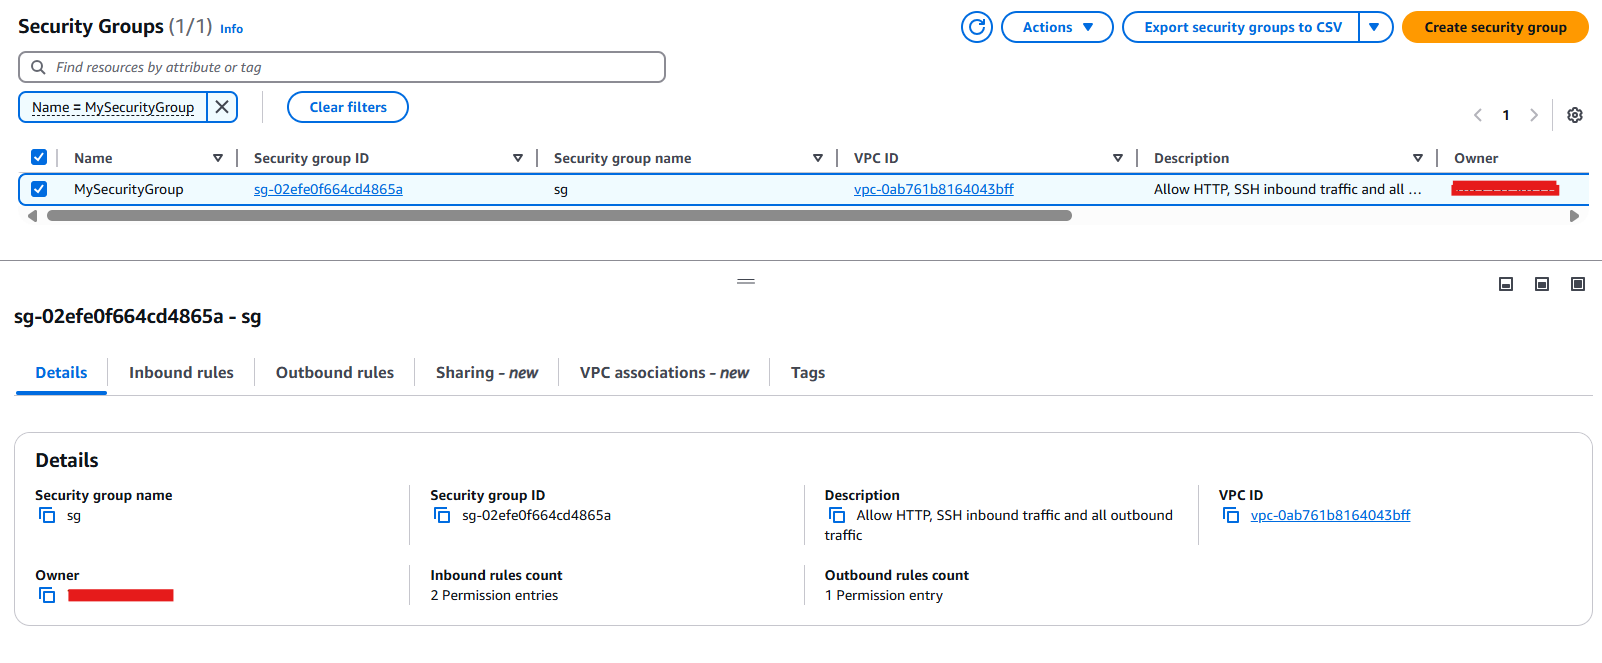 Security Groups (1/1) Info
Actions
Export security groups to CSV
Create security group
Find resources by attribute or tag
Name = MySecurityGroup
Clear filters
1
Name Security group ID Security group name VPC ID Description Owner
MySecurityGroup sg-02efe0f664cd4865a sg vpc-0ab761b8164043bff Allow HTTP, SSH inbound traffic and all ...
sg-02efe0f664cd4865a - sg
Details Inbound rules Outbound rules Sharing - new VPC associations - new Tags
Details
Security group name
sg
Security group ID
sg-02efe0f664cd4865a
Description
Allow HTTP, SSH inbound traffic and all outbound
traffic
VPC ID
vpc-0ab761b8164043bff
Owner
Inbound rules count
2 Permission entries
Outbound rules count
1 Permission entry